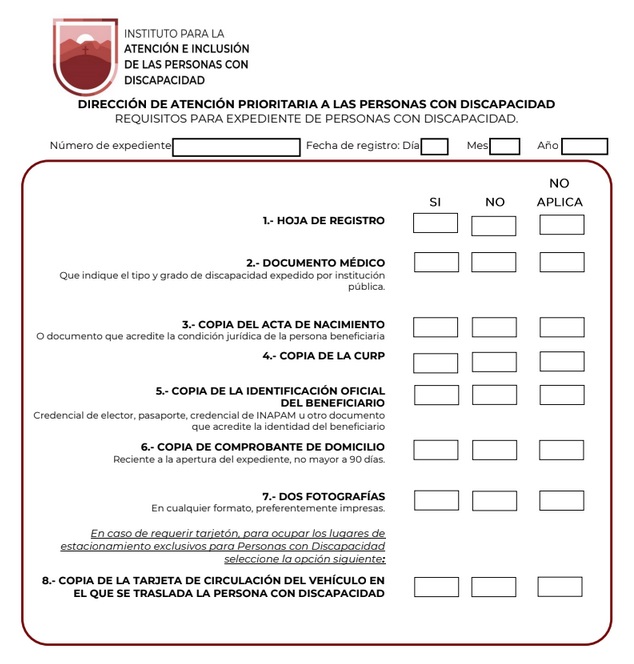 INSTITUTO PARA LA
ATENCIÓN E INCLUSIÓN
DE LAS PERSONAS CON
DISCAPACIDAD
DIRECCIÓN DE ATENCIÓN PRIORITARIA A LAS PERSONAS CON DISCAPACIDAD
REQUISITOS PARA EXPEDIENTE DE PERSONAS CON DISCAPACIDAD.
Número de expediente Fecha de registro: Día Mes Año
NO
SI NO APLICA
1.- HOJA DE REGISTRO
2.- DOCUMENTO MÉDICO
Que indique el tipo y grado de discapacidad expedido por institución
pública.
3.- COPIA DEL ACTA DE NACIMIENTO
O documento que acredite la condición jurídica de la persona beneficiaria
4.- COPIA DE LA CURP
5.- COPIA DE LA IDENTIFICACIÓN OFICIAL
DEL BENEFICIARIO
Credencial de elector, pasaporte, credencial de INAPAM u otro documento
que acredite la identidad del beneficiario
6.- COPIA DE COMPROBANTE DE DOMICILIO
Reciente a la apertura del expediente, no mayor a 90 días.
7.- DOS FOTOGRAFÍAS
En cualquier formato, preferentemente impresas.
En caso de requerir tarjetón, para ocupar los lugares de
estacionamiento exclusivos para Personas con Discapacidad
seleccione la opción siguiente:
8.- COPIA DE LA TARJETA DE CIRCULACIÓN DEL VEHÍCULO EN
EL QUE SE TRASLADA LA PERSONA CON DISCAPACIDAD